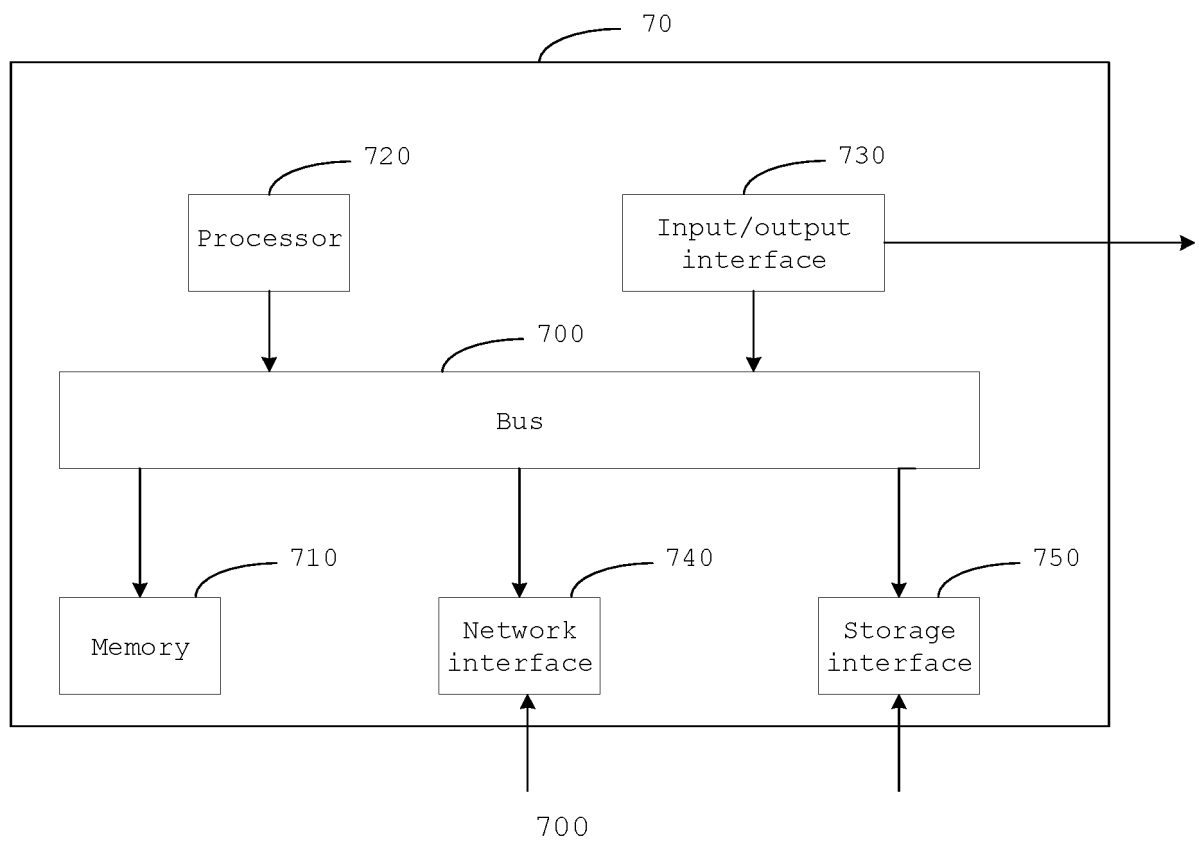 70
720
730
Processor
Input/output
interface
700
Bus
710
740
750
Memory
Network
interface
Storage
interface
700